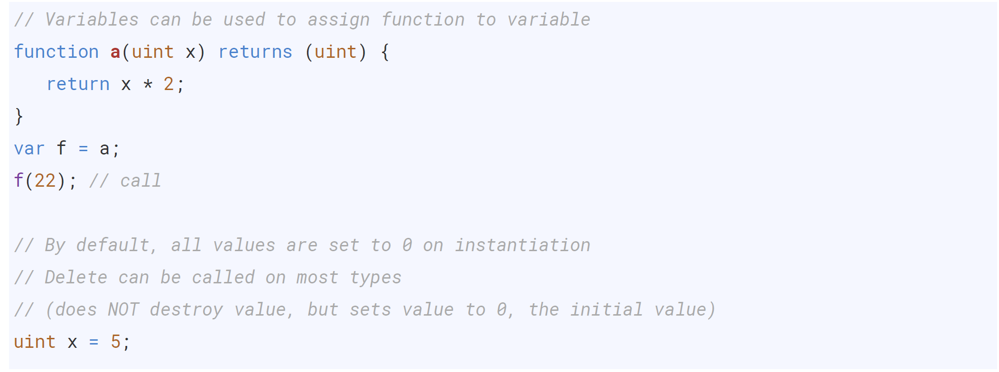 // Variables can be used to assign function to variable
function a(uint x) returns (uint) {
   return x * 2;
}
var f = a;
f(22); // call

// By default, all values are set to 0 on instantiation
// Delete can be called on most types
// (does NOT destroy value, but sets value to 0, the initial value)
uint x = 5;